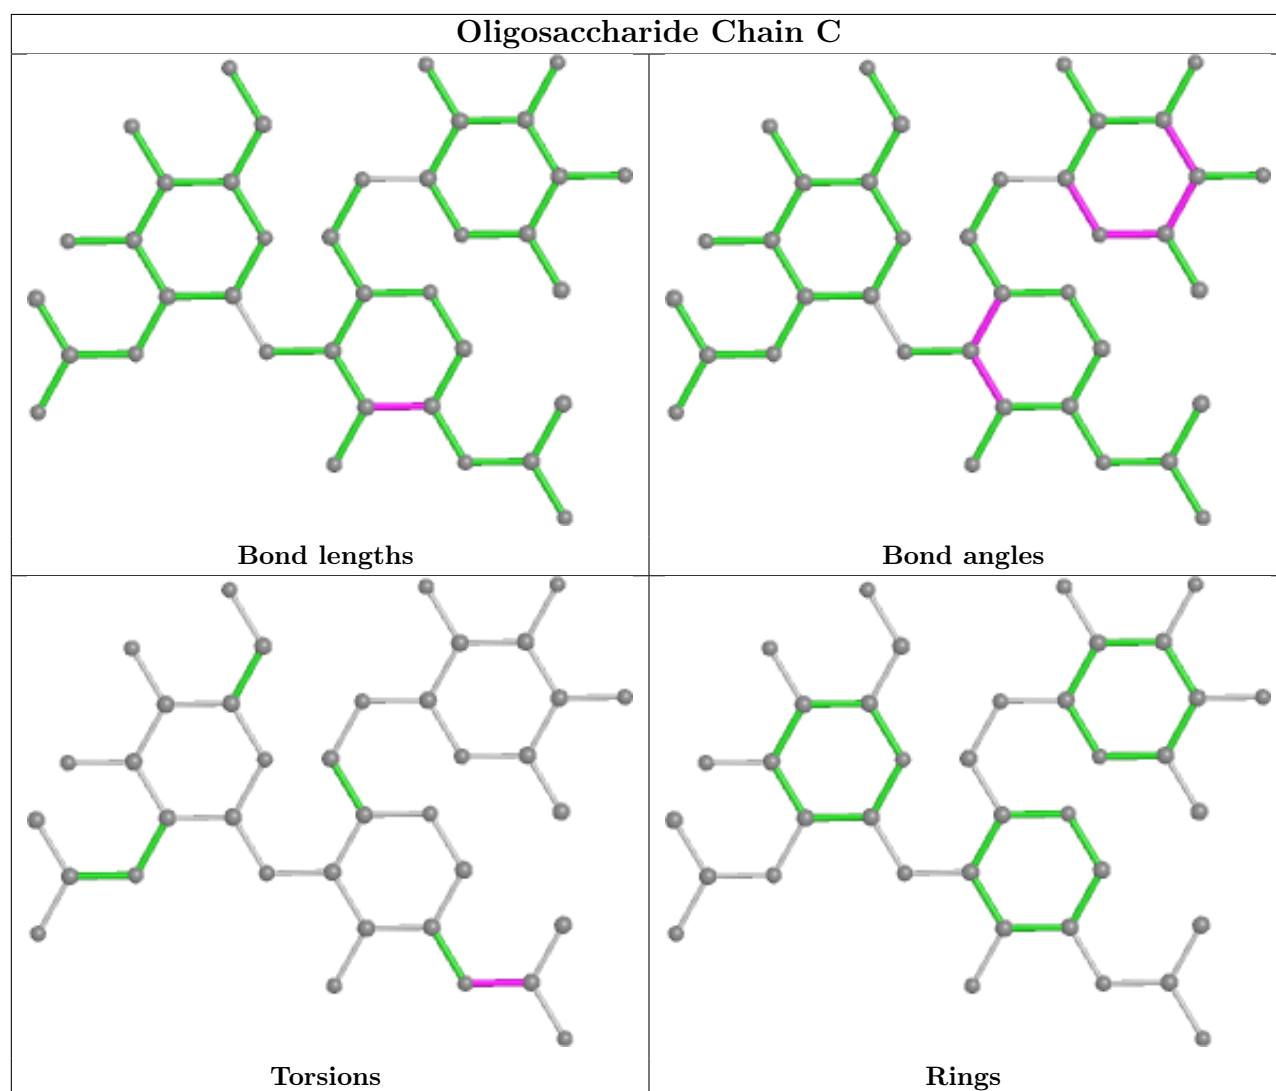 Oligosaccharide Chain C
Bond lengths
Bond angles
Torsions
Rings